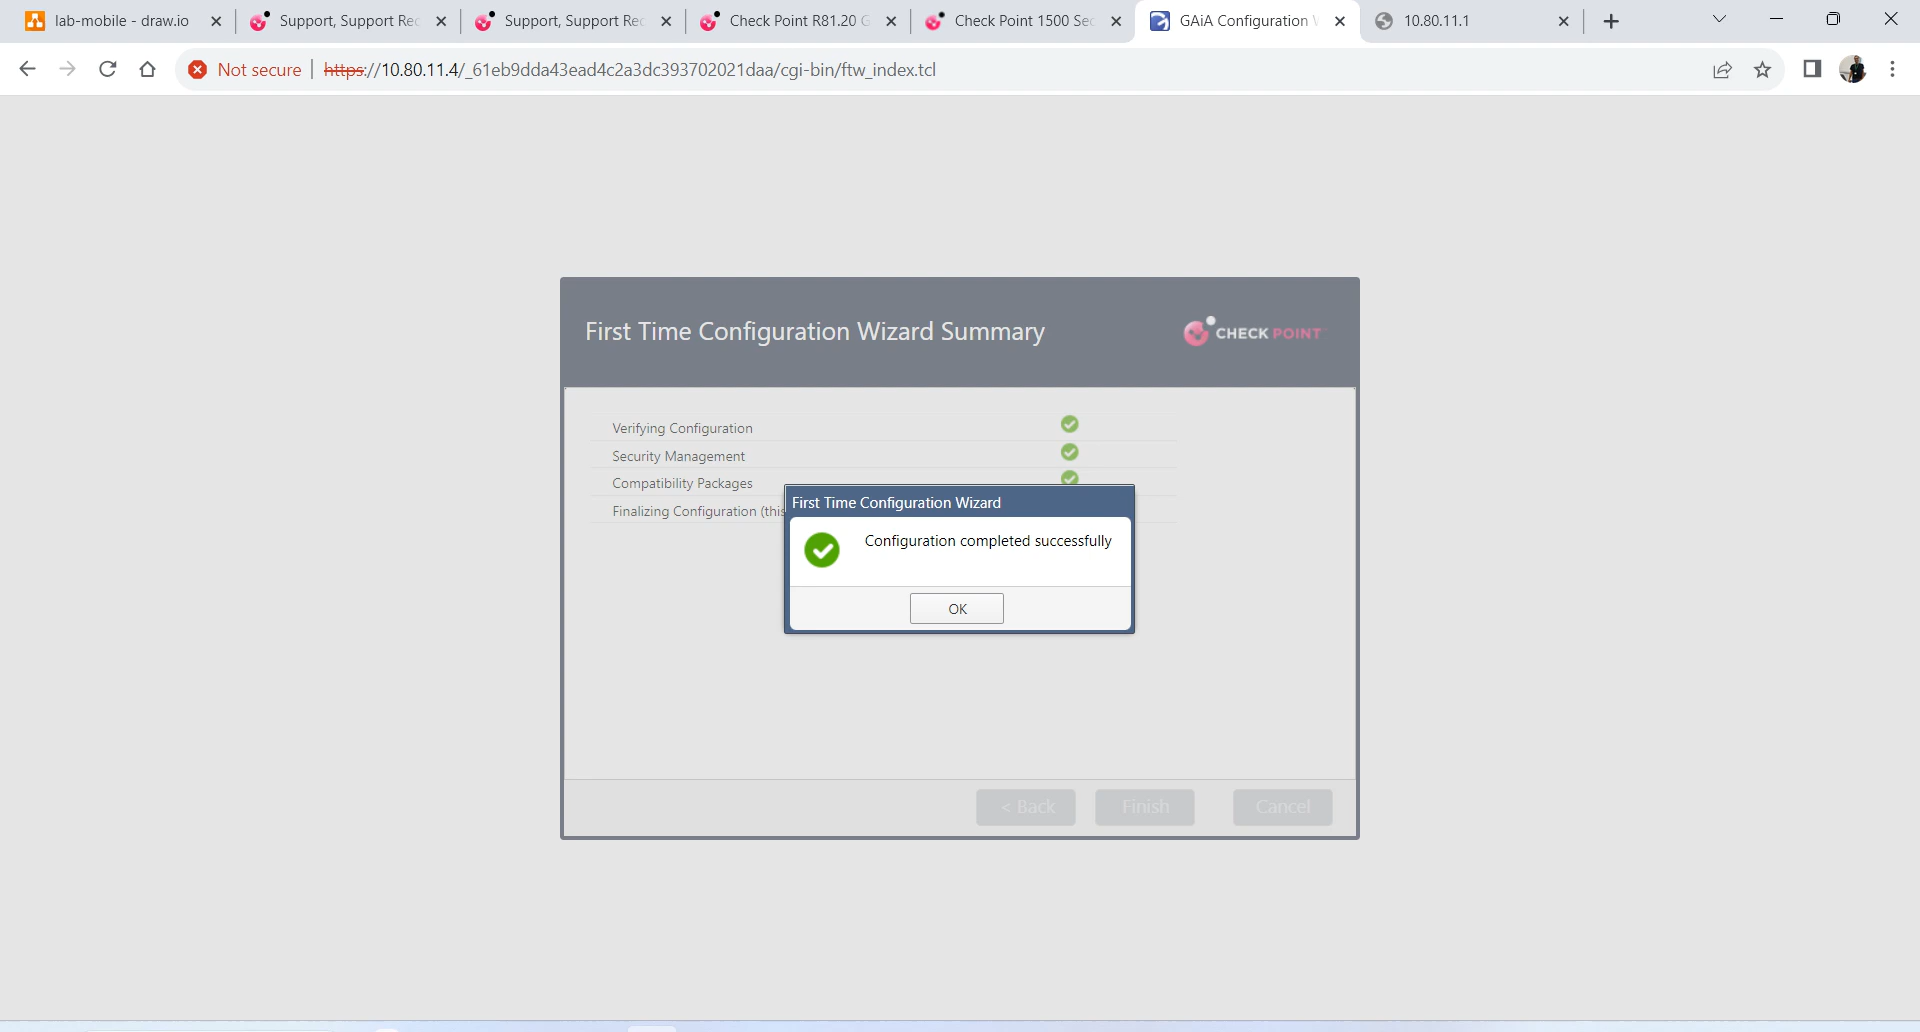 lab-mobile - draw.io
Support, Support Rec
Support, Support Rec
Check Point R81.20 G
Check Point 1500 Sec
GAiA Configuration
10.80.11.1
Not secure | https://10.80.11.4/_61eb9dda43ead4c2a3dc393702021daa/cgi-bin/ftw_index.tcl
First Time Configuration Wizard Summary
CHECK POINT
Verifying Configuration
Security Management
Compatibility Packages
Finalizing Configuration (this
First Time Configuration Wizard
Configuration completed successfully
OK
< Back
Finish
Cancel